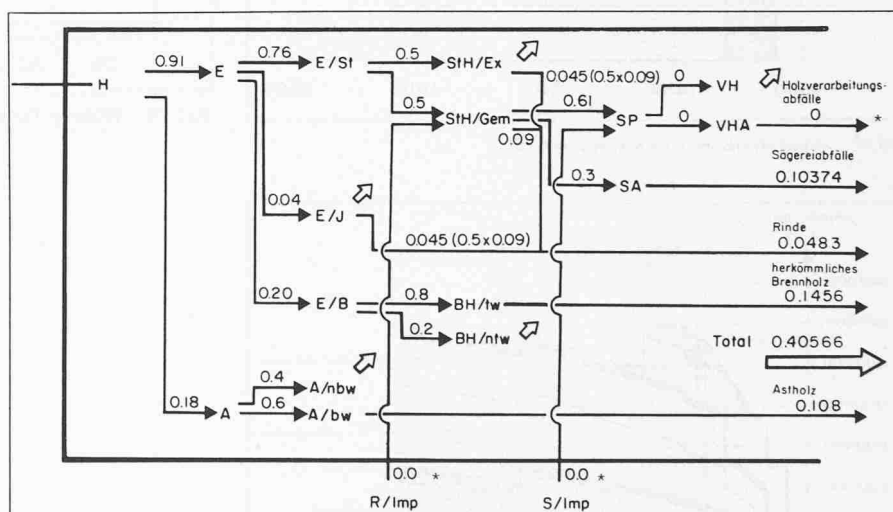 0.91
0.76
0.5
H
E
E/St
StH/Ex
0.045 (0.5x0.09)
0
VH
Holzverarbeitungs-
abfälle
0.5
0.61
StH/Gem
SP
0
VHA
0
*
0.09
Sägereiabfälle
0.3
SA
0.10374
0.04
E/J
Rinde
0.045 (0.5x0.09)
0.0483
herkömmliches
Brennholz
0.20
E/B
0.8
BH/tw
0.1456
0.2
BH/ntw
Total
0.40566
0.4
A/nbw
Astholz
0.18
A
0.6
A/bw
0.108
0.0
*
0.0
*
R/Imp
S/Imp